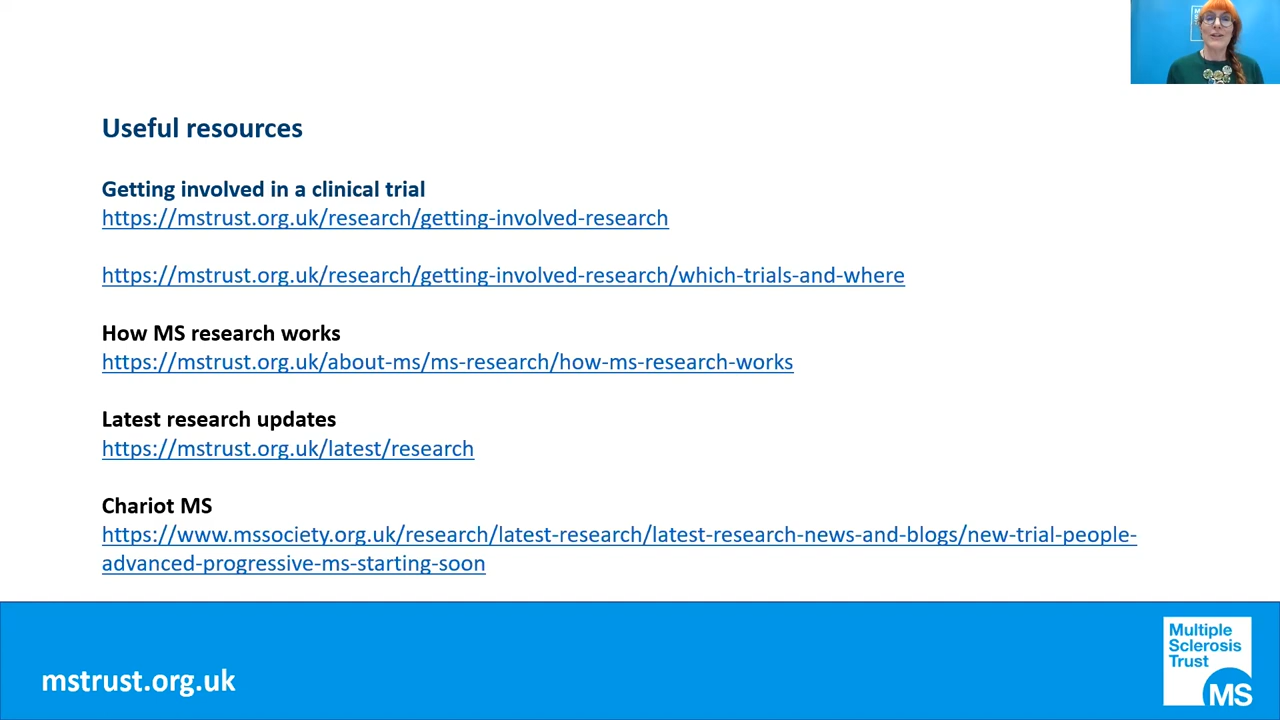 Useful resources
Getting involved in a clinical trial
https://mstrust.org.uk/research/getting-involved-research
https://mstrust.org.uk/research/getting-involved-research/which-trials-and-where
How MS research works
https://mstrust.org.uk/about-ms/ms-research/how-ms-research-works
Latest research updates
https://mstrust.org.uk/latest/research
Chariot MS
https://www.mssociety.org.uk/research/latest-research/latest-research-news-and-blogs/new-trial-people-
advanced-progressive-ms-starting-soon
mstrust.org.uk
Multiple
Sclerosis
Trust
MS